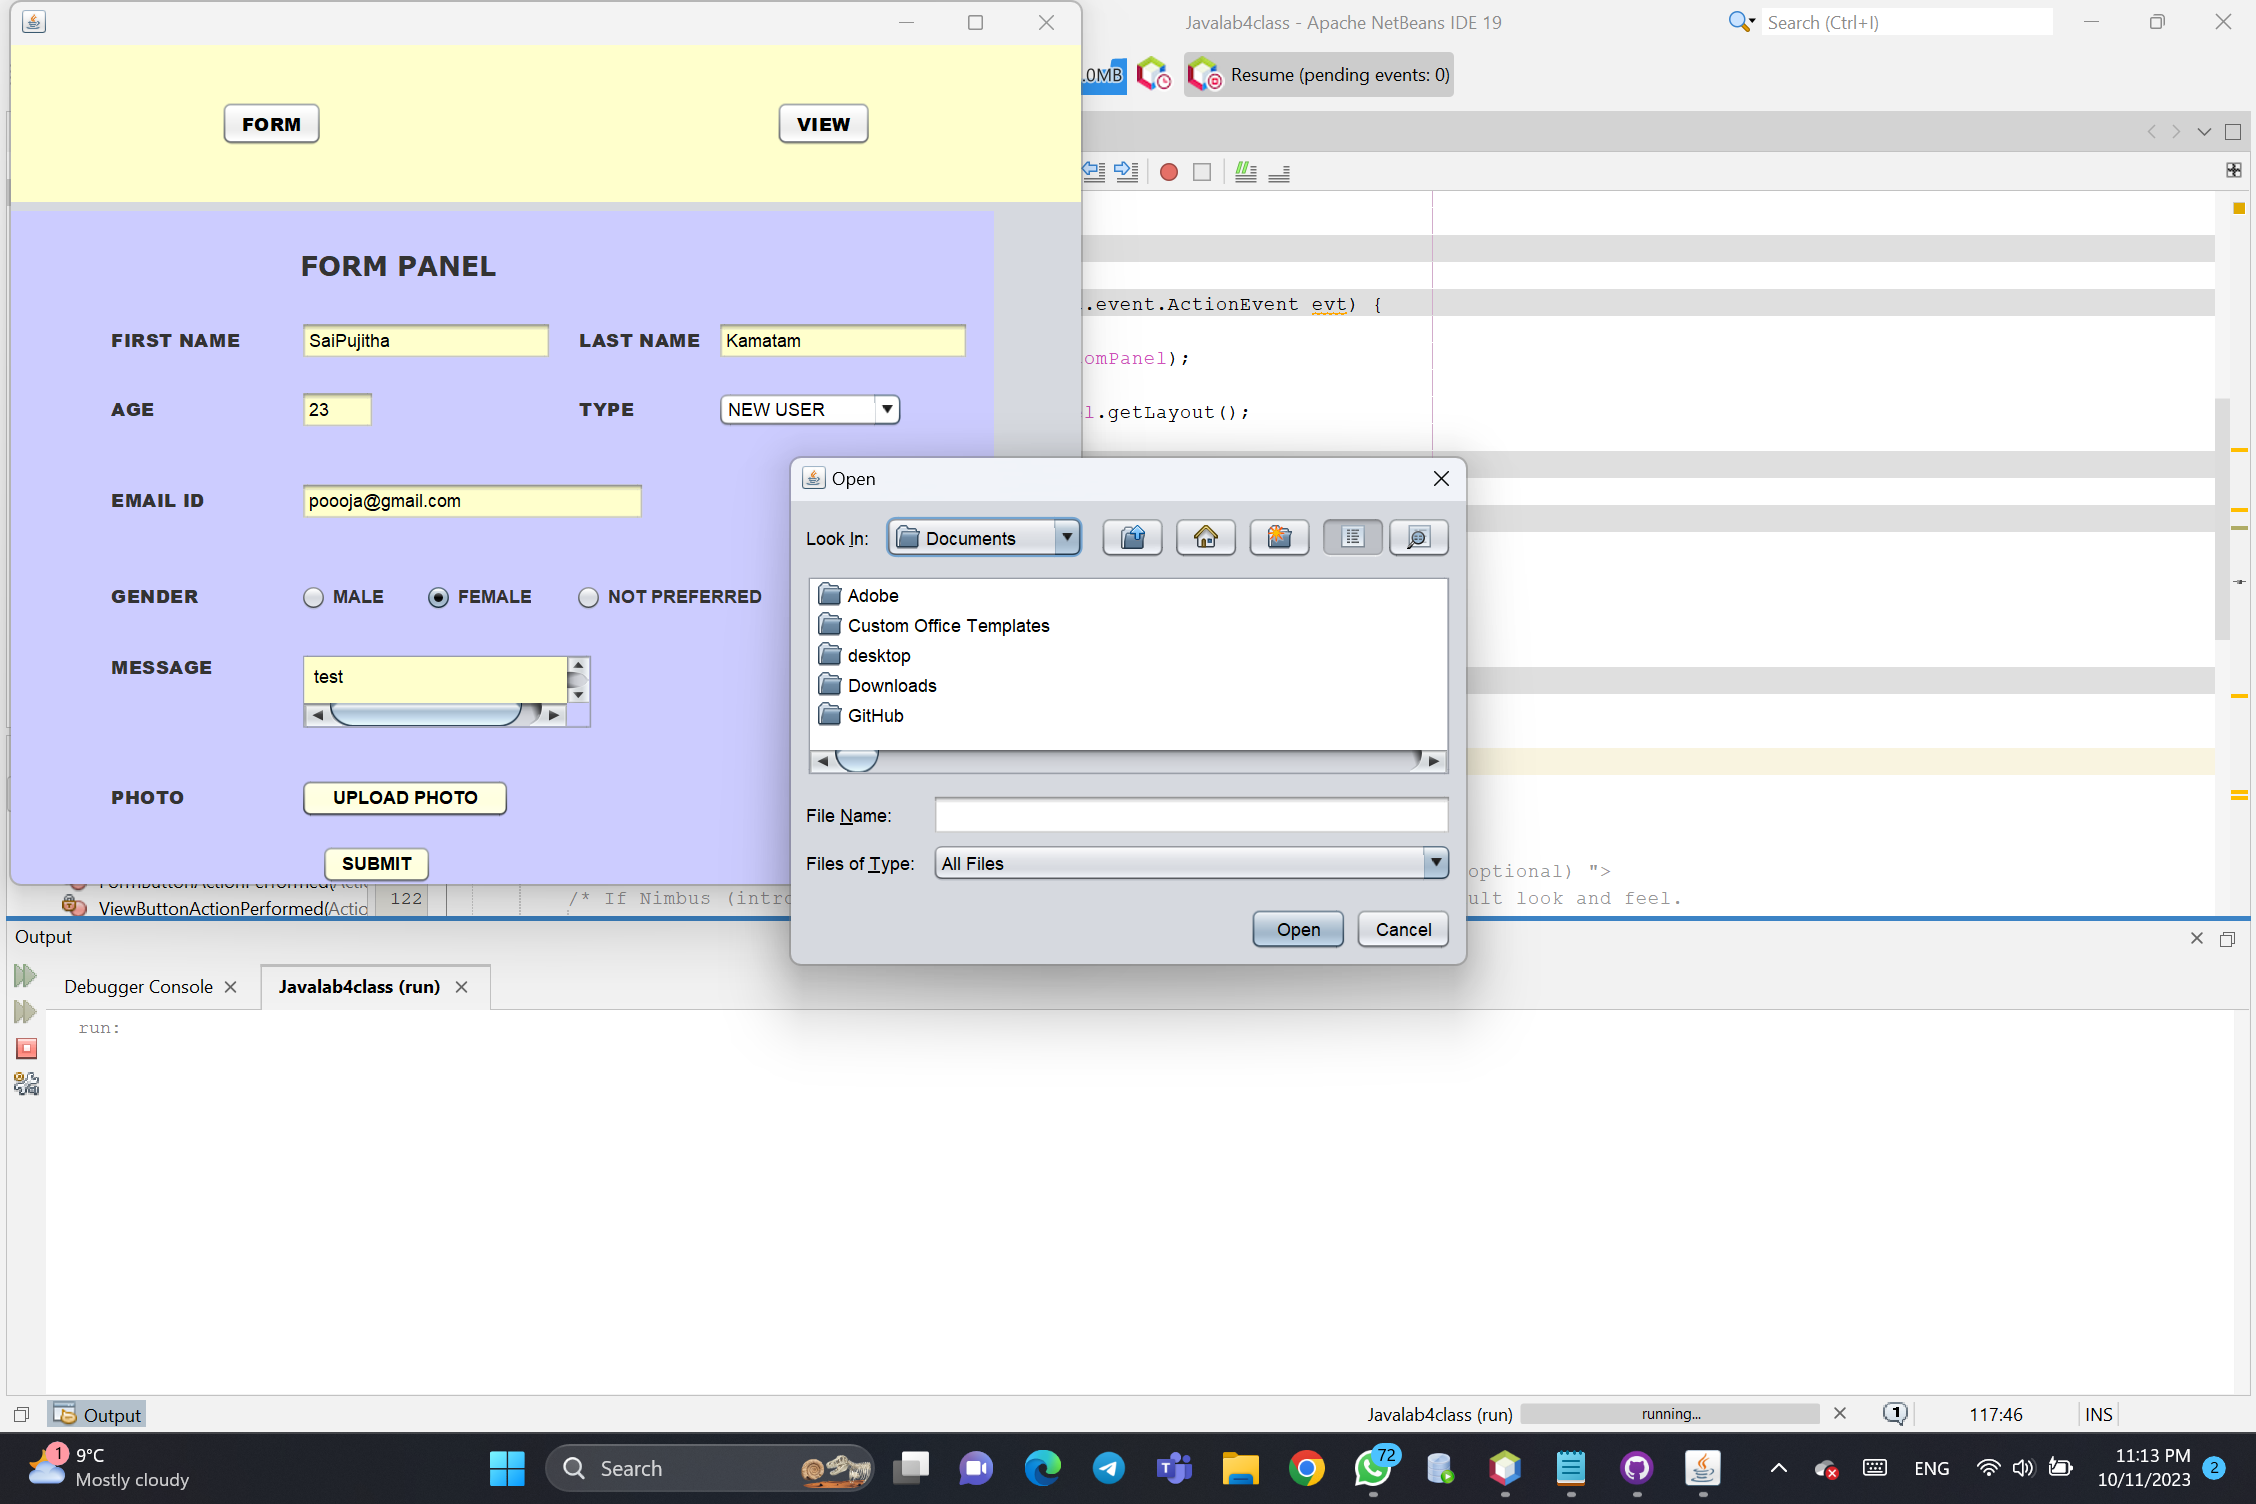 Javalab4class - Apache NetBeans IDE 19
Search (Ctrl+I)
.0MB
Resume (pending events: 0)
FORM
VIEW
FORM PANEL
FIRST NAME
SaiPujitha
LAST NAME
Kamatam
AGE
23
TYPE
NEW USER
EMAIL ID
poooja@gmail.com
GENDER
MALE
FEMALE
NOT PREFERRED
MESSAGE
test
PHOTO
UPLOAD PHOTO
SUBMIT
.event.ActionEvent evt) {
omPanel);
l.getLayout();
Open
Look In:
Documents
Adobe
Custom Office Templates
desktop
Downloads
GitHub
File Name:
Files of Type:
All Files
Open
Cancel
optional) ">
ViewButtonActionPerformed(Actio
122
/* If Nimbus (intro
ult look and feel.
Output
Debugger Console
Javalab4class (run)
run:
Output
Javalab4class (run)
running...
1
117:46
INS
1
9°C
Mostly cloudy
Search
72
ENG
11:13 PM
10/11/2023
2